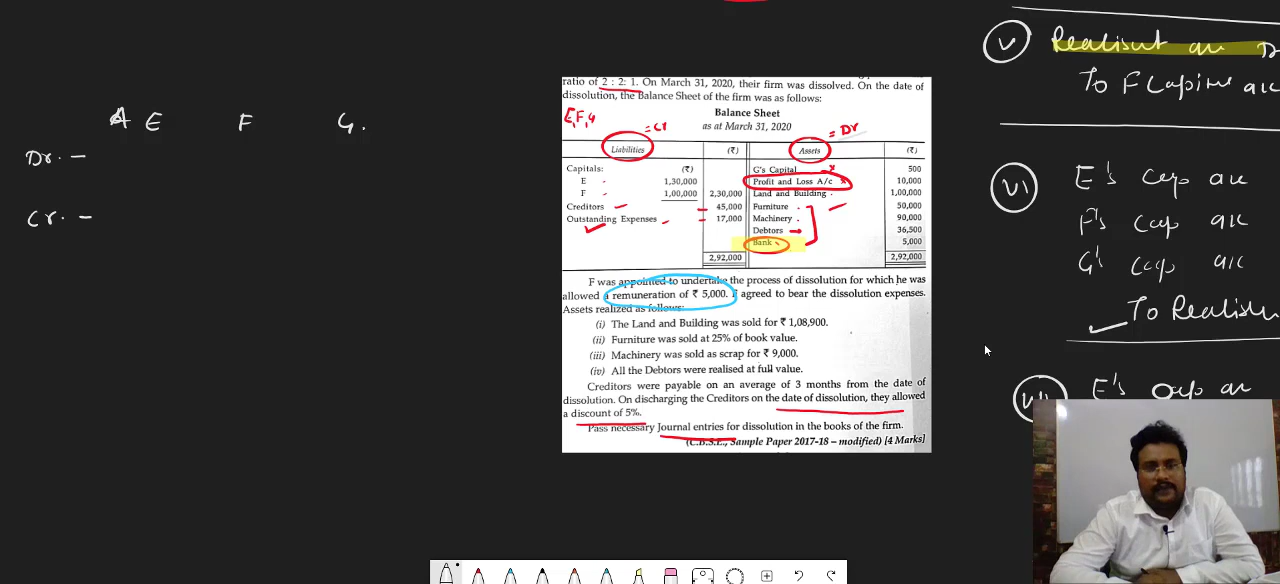 ratio of 2 : 2: 1. On March 31, 2020, their firm was dissolved. On the date of
dissolution, the Balance Sheet of the firm was as follows:
E,F,G
Balance Sheet
as at March 31, 2020
= Cr
= Dr
Liabilities (₹) Assets (₹)
Capitals: (₹) G's Capital 500
E 1,30,000 Profit and Loss A/c 10,000
F 1,00,000 2,30,000 Land and Building 1,00,000
Creditors 45,000 Furniture 50,000
Outstanding Expenses 17,000 Machinery 90,000
Debtors 36,500
Bank 5,000
2,92,000 2,92,000
F was appointed to undertake the process of dissolution for which he was
allowed a remuneration of ₹ 5,000. F agreed to bear the dissolution expenses.
Assets realized as follows:
(i) The Land and Building was sold for ₹ 1,08,900.
(ii) Furniture was sold at 25% of book value.
(iii) Machinery was sold as scrap for ₹ 9,000.
(iv) All the Debtors were realised at full value.
Creditors were payable on an average of 3 months from the date of
dissolution. On discharging the Creditors on the date of dissolution, they allowed
a discount of 5%.
Pass necessary Journal entries for dissolution in the books of the firm.
(C.B.S.E., Sample Paper 2017-18 – modified) [4 Marks]
E F G.
Dr. -
Cr. -
V Realisat ac D
To F Capital a/c
VI E's cap a/c
F's cap a/c
G's cap a/c
To Realisa
VII E's cap ac